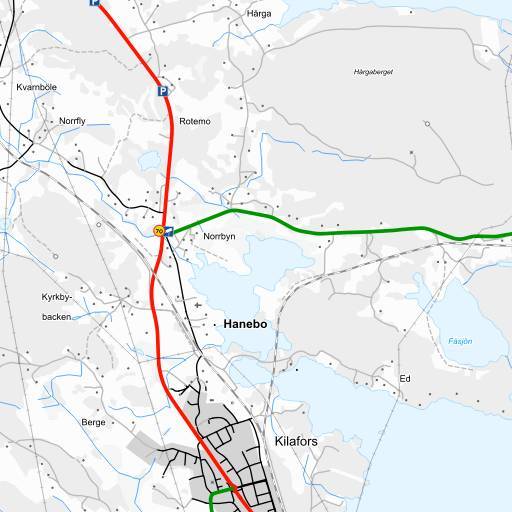 P
Hårga
Hårgaberget
Kvarnböle
P
Norrfly
Rotemo
70
Norrbyn
Kyrkby-
backen
Hanebo
Fåsjön
Ed
Berge
Kilafors